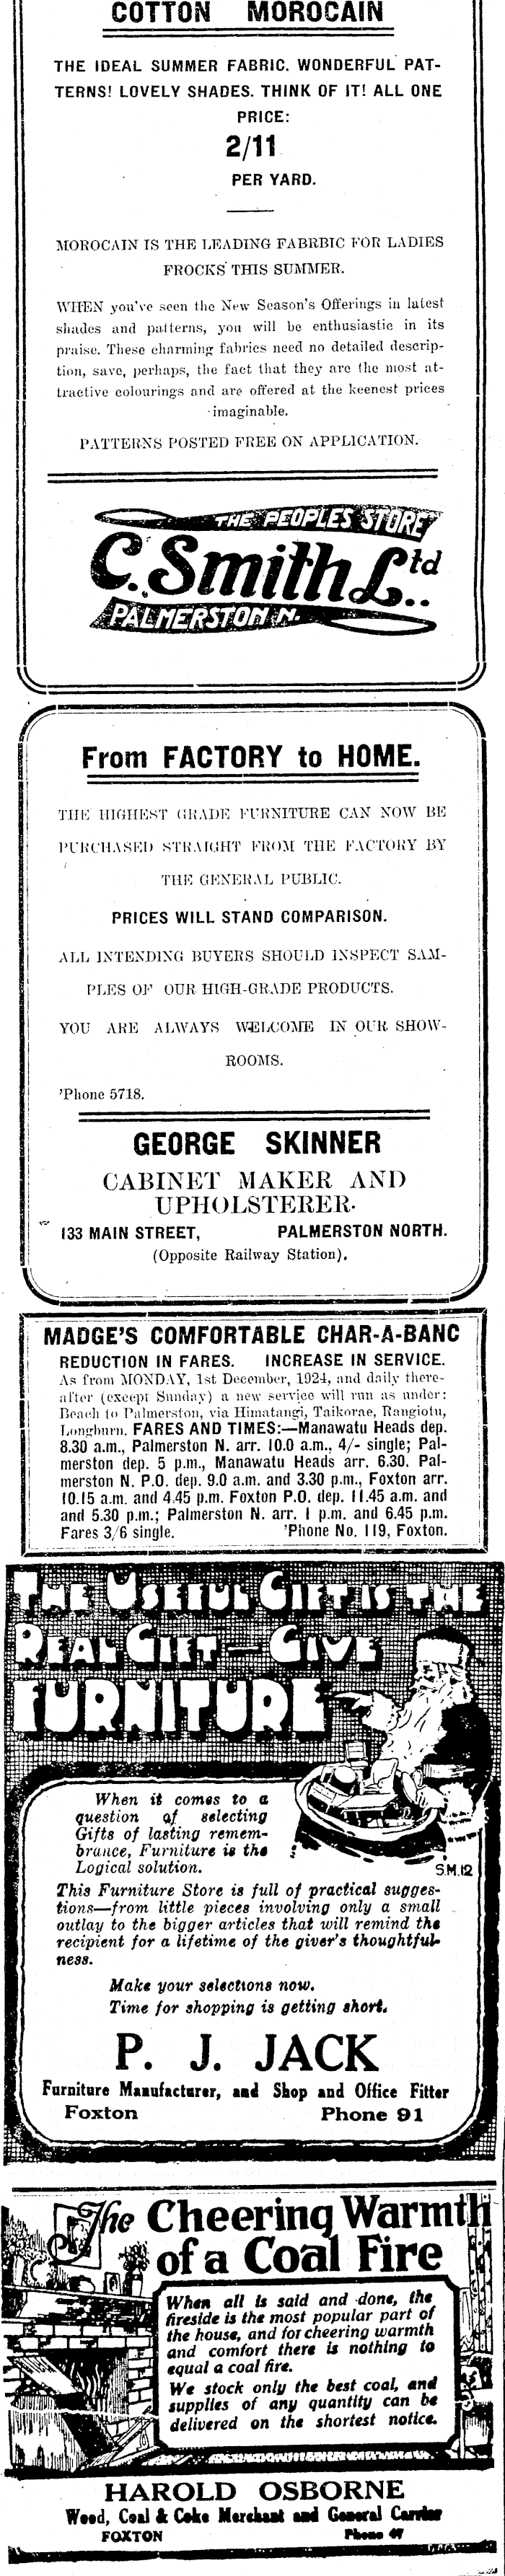 COTTON MOROCAIN
THE IDEAL SUMMER FABRIC. WONDERFUL PAT-
TERNS! LOVELY SHADES. THINK OF IT! ALL ONE
PRICE:
2/11
PER YARD.
MOROCAIN IS THE LEADING FABRBIC FOR LADIES
FROCKS THIS SUMMER.
WHEN you've seen the New Season's Offerings in latest
shades and patterns, you will be enthusiastic in its
praise. These charming fabrics need no detailed descrip-
tion, save, perhaps, the fact that they are the most at-
tractive colourings and are offered at the keenest prices
imaginable.
PATTERNS POSTED FREE ON APPLICATION.
THE PEOPLES STORE
C. Smith Ltd..
PALMERSTON N.
From FACTORY to HOME.
THE HIGHEST GRADE FURNITURE CAN NOW BE
PURCHASED STRAIGHT FROM THE FACTORY BY
THE GENERAL PUBLIC.
PRICES WILL STAND COMPARISON.
ALL INTENDING BUYERS SHOULD INSPECT SAM-
PLES OF OUR HIGH-GRADE PRODUCTS.
YOU ARE ALWAYS WELCOME IN OUR SHOW-
ROOMS.
'Phone 5718.
GEORGE SKINNER
CABINET MAKER AND
UPHOLSTERER.
133 MAIN STREET, PALMERSTON NORTH.
(Opposite Railway Station).
MADGE'S COMFORTABLE CHAR-A-BANC
REDUCTION IN FARES. INCREASE IN SERVICE.
As from MONDAY, 1st December, 1924, and daily there-
after (except Sunday) a new service will run as under:
Beach to Palmerston, via Himatangi, Taikorae, Rangiotu,
Longburn. FARES AND TIMES:—Manawatu Heads dep.
8.30 a.m., Palmerston N. arr. 10.0 a.m., 4/- single; Pal-
merston dep. 5 p.m., Manawatu Heads arr. 6.30. Pal-
merston N. P.O. dep. 9.0 a.m. and 3.30 p.m., Foxton arr.
10.15 a.m. and 4.45 p.m. Foxton P.O. dep. 11.45 a.m. and
and 5.30 p.m.; Palmerston N. arr. 1 p.m. and 6.45 p.m.
Fares 3/6 single. 'Phone No. 119, Foxton.
THE USEFUL GIFT IS THE
REAL GIFT — GIVE
FURNITURE
When it comes to a
question of selecting
Gifts of lasting remem-
brance, Furniture is the
Logical solution.
S.M.12
This Furniture Store is full of practical sugges-
tions—from little pieces involving only a small
outlay to the bigger articles that will remind the
recipient for a lifetime of the giver's thoughtful-
ness.
Make your selections now.
Time for shopping is getting short.
P. J. JACK
Furniture Manufacturer, and Shop and Office Fitter
Foxton Phone 91
The Cheering Warmth
of a Coal Fire
When all is said and done, the
fireside is the most popular part of
the house, and for cheering warmth
and comfort there is nothing to
equal a coal fire.
We stock only the best coal, and
supplies of any quantity can be
delivered on the shortest notice.
HAROLD OSBORNE
Wood, Coal & Coke Merchant and General Carrier
FOXTON Phone 47